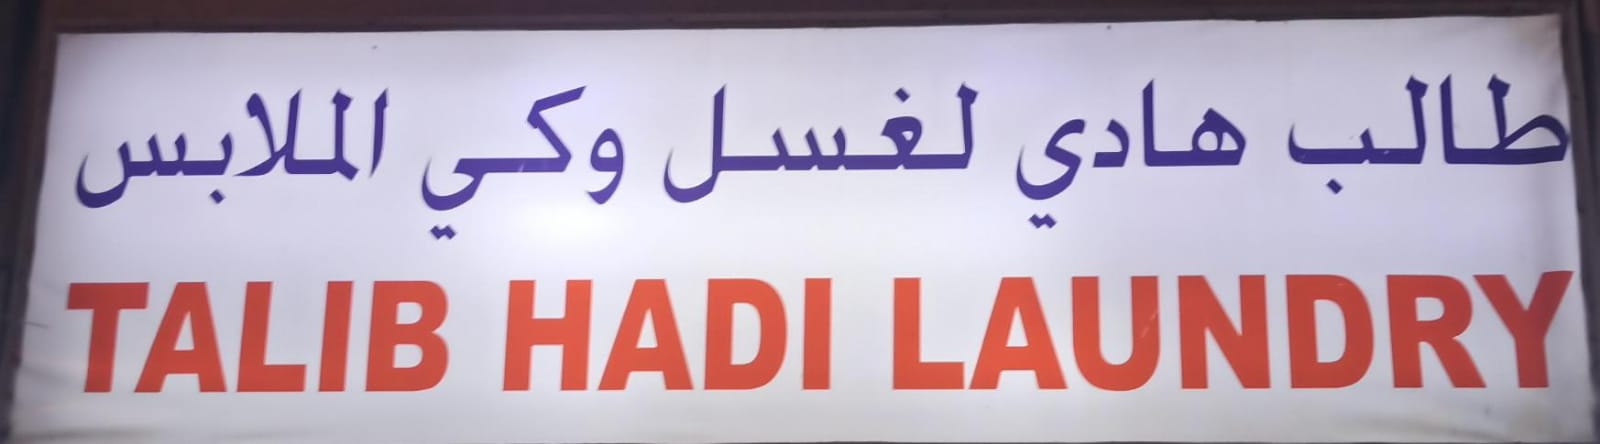 طالب هادي لغسل وكي الملابس
TALIB HADI LAUNDRY